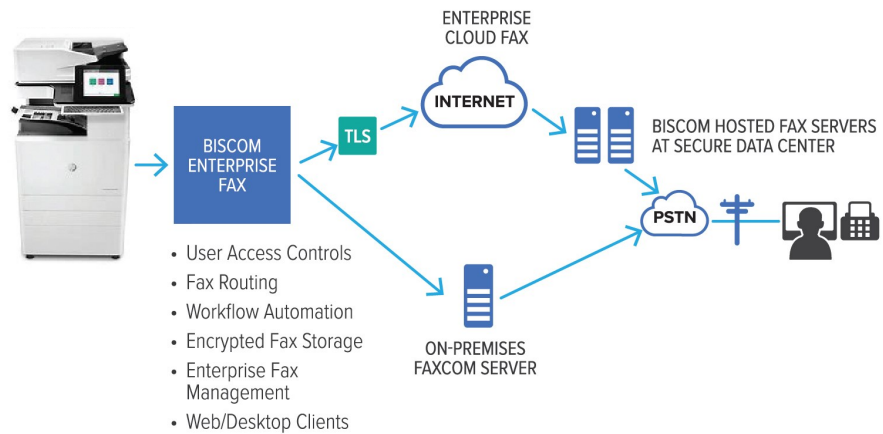 ENTERPRISE
CLOUD FAX
INTERNET
TLS
BISCOM
ENTERPRISE
FAX
BISCOM HOSTED FAX SERVERS
AT SECURE DATA CENTER
PSTN
• User Access Controls
• Fax Routing
• Workflow Automation
• Encrypted Fax Storage
• Enterprise Fax
Management
• Web/Desktop Clients
ON-PREMISES
FAXCOM SERVER